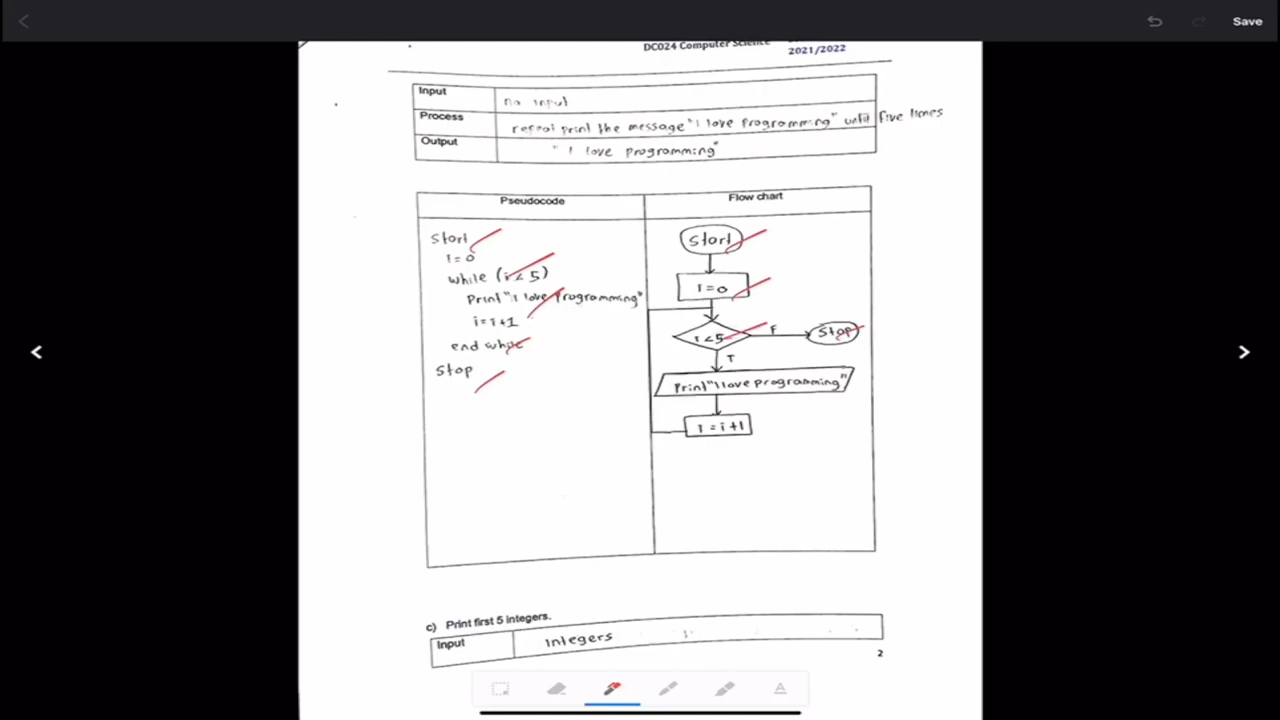 Save
DC024 Computer Science
2021/2022
Input
no input
Process
repeat print the message "I love programming" until five times
Output
"I love programming"
Pseudocode
Flow chart
Start
i=0
while (i<5)
Print "I love Programming"
i=i+1
end while
Stop
Start
i=0
i<5
F
Stop
T
Print "I love programming"
i=i+1
c) Print first 5 integers.
Input
Integers
2
A